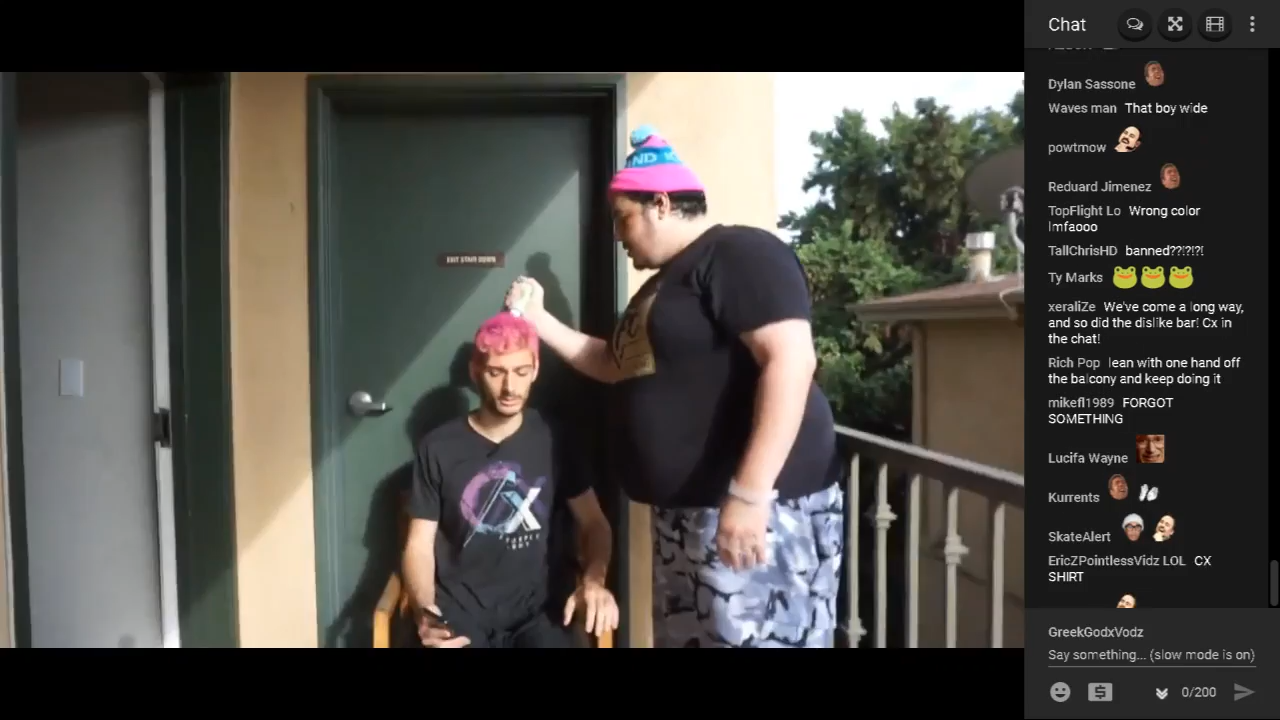 Chat
Dylan Sassone
Waves man That boy wide
powtmow
Reduard Jimenez
TopFlight Lo Wrong color
lmfaooo
TallChrisHD banned??!?!?!
Ty Marks
xeraliZe We've come a long way,
and so did the dislike bar! Cx in
the chat!
Rich Pop lean with one hand off
the balcony and keep doing it
mikefl1989 FORGOT
SOMETHING
Lucifa Wayne
Kurrents
SkateAlert
EricZPointlessVidz LOL CX
SHIRT
GreekGodxVodz
Say something... (slow mode is on)
0/200
EXIT STAIR DOWN
CX
PURPLE